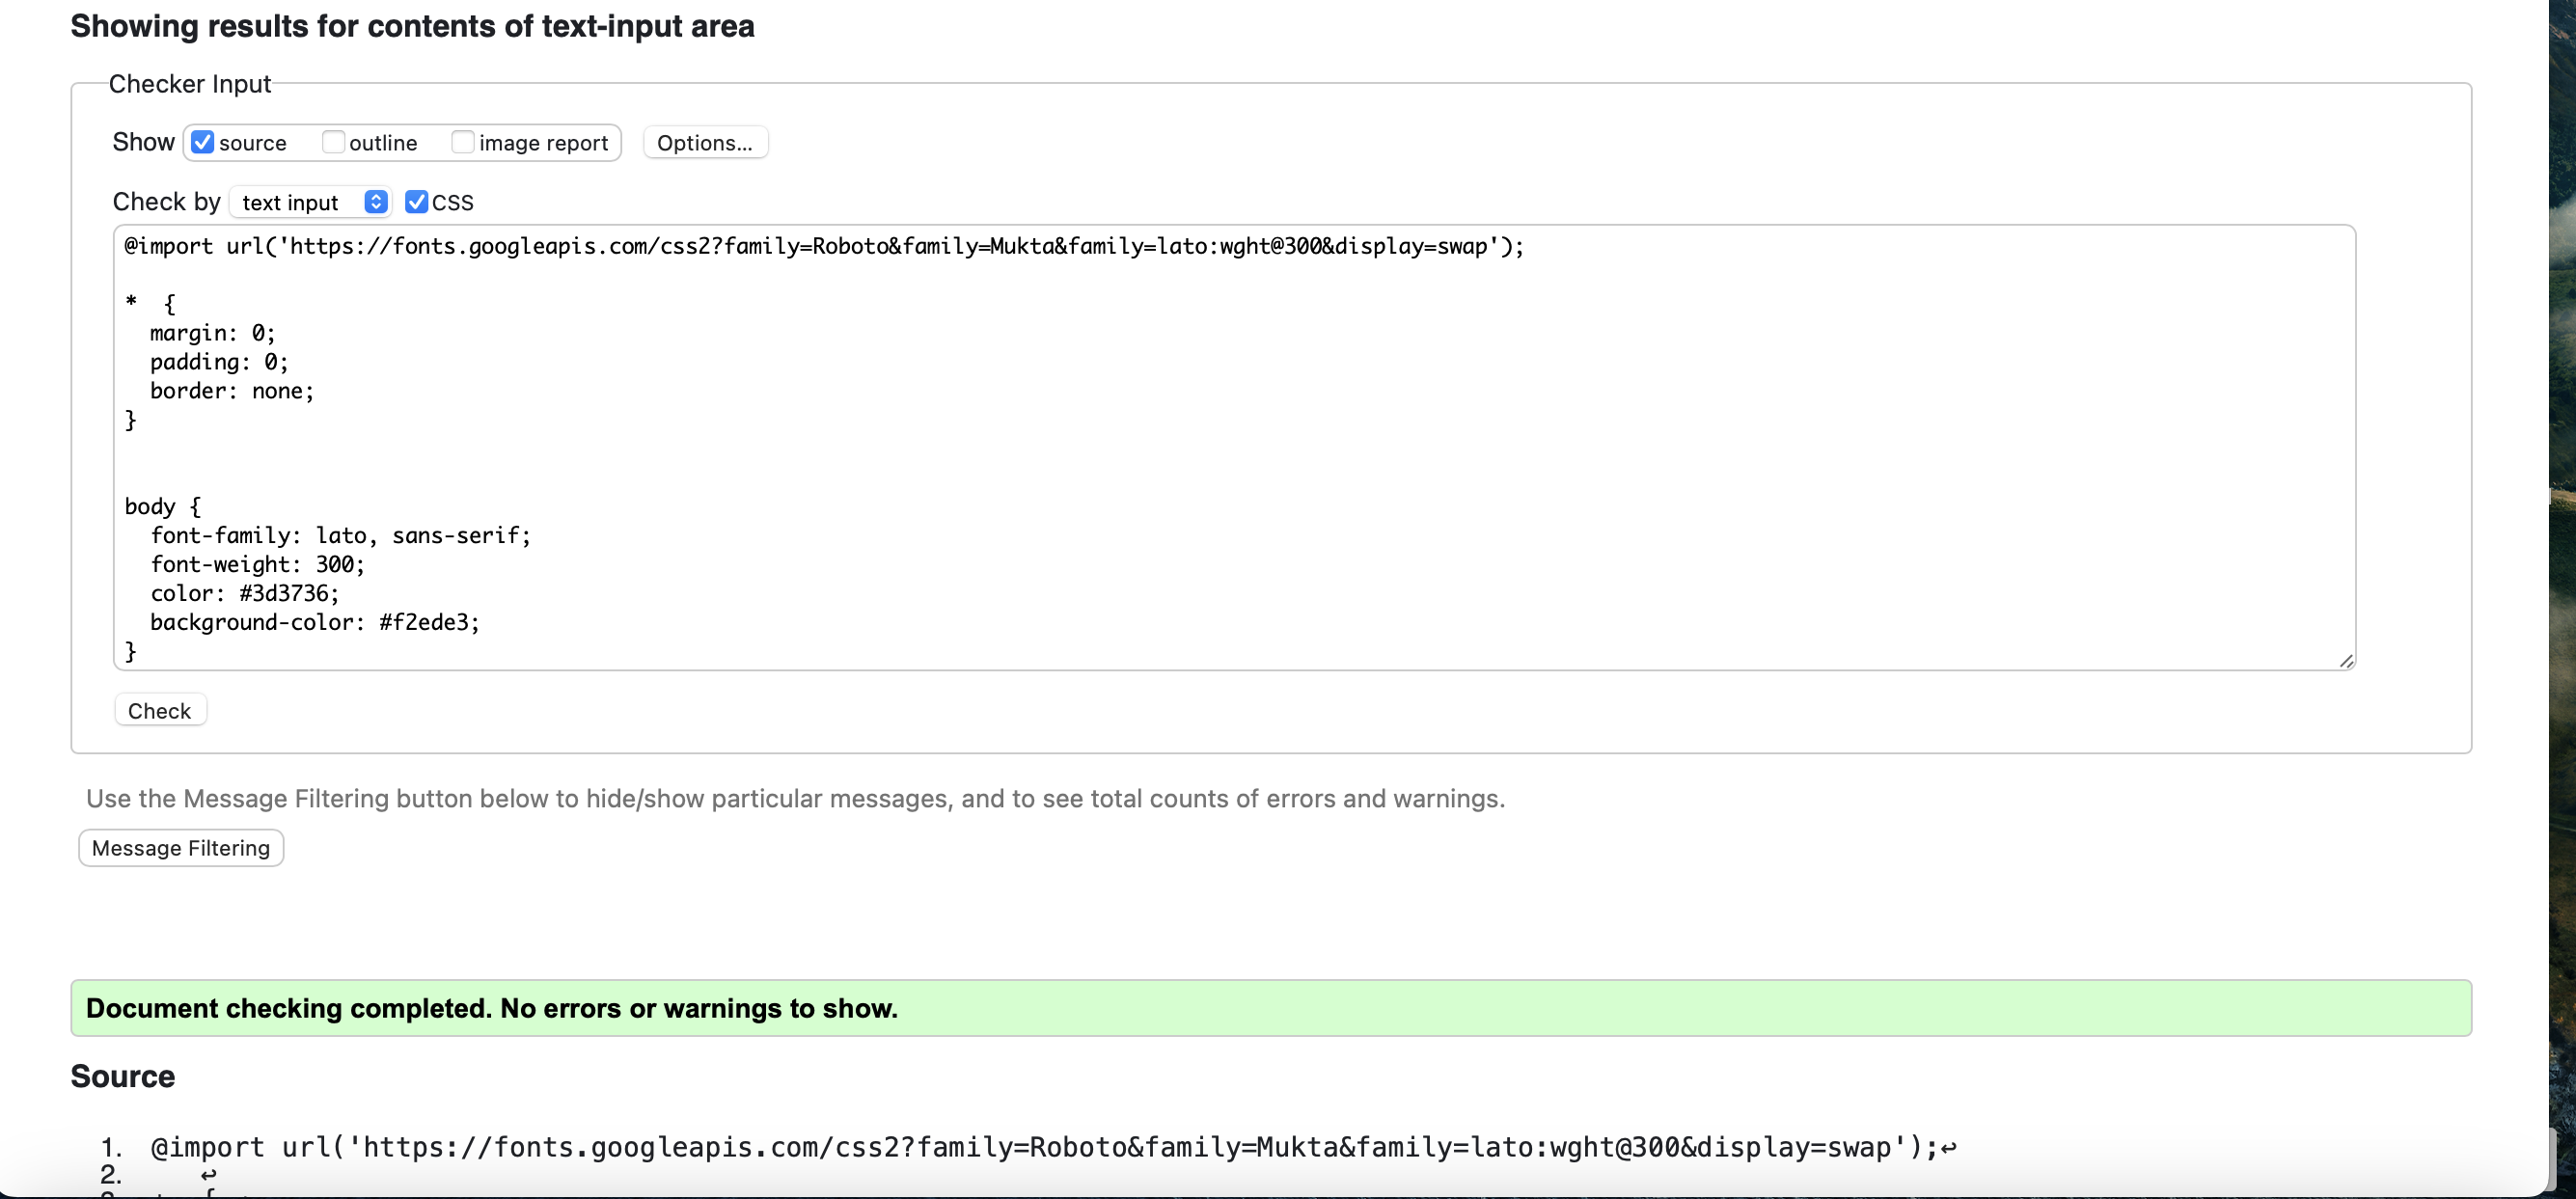 Showing results for contents of text-input area
Checker Input
Show source outline image report Options...
Check by text input CSS
@import url('https://fonts.googleapis.com/css2?family=Roboto&family=Mukta&family=lato:wght@300&display=swap');
* {
margin: 0;
padding: 0;
border: none;
}
body {
font-family: lato, sans-serif;
font-weight: 300;
color: #3d3736;
background-color: #f2ede3;
}
Check
Use the Message Filtering button below to hide/show particular messages, and to see total counts of errors and warnings.
Message Filtering
Document checking completed. No errors or warnings to show.
Source
1. @import url('https://fonts.googleapis.com/css2?family=Roboto&family=Mukta&family=lato:wght@300&display=swap');↩
2. ↩